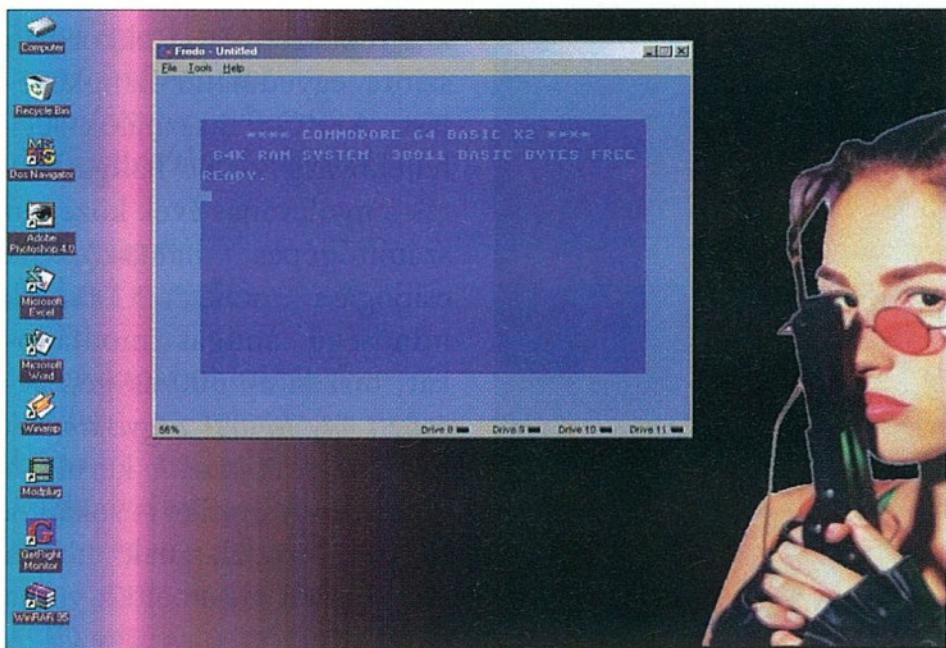 Computer
Recycle Bin
Dos Navigator
Adobe
Photoshop 4.0
Microsoft
Excel
Microsoft
Word
Winamp
Modplug
GetRight
Monitor
WinRAR 95
Frodo - Untitled
File Tools Help
**** COMMODORE 64 BASIC X2 ****
64K RAM SYSTEM 38911 BASIC BYTES FREE
READY.
56%
Drive 8 Drive 9 Drive 10 Drive 11